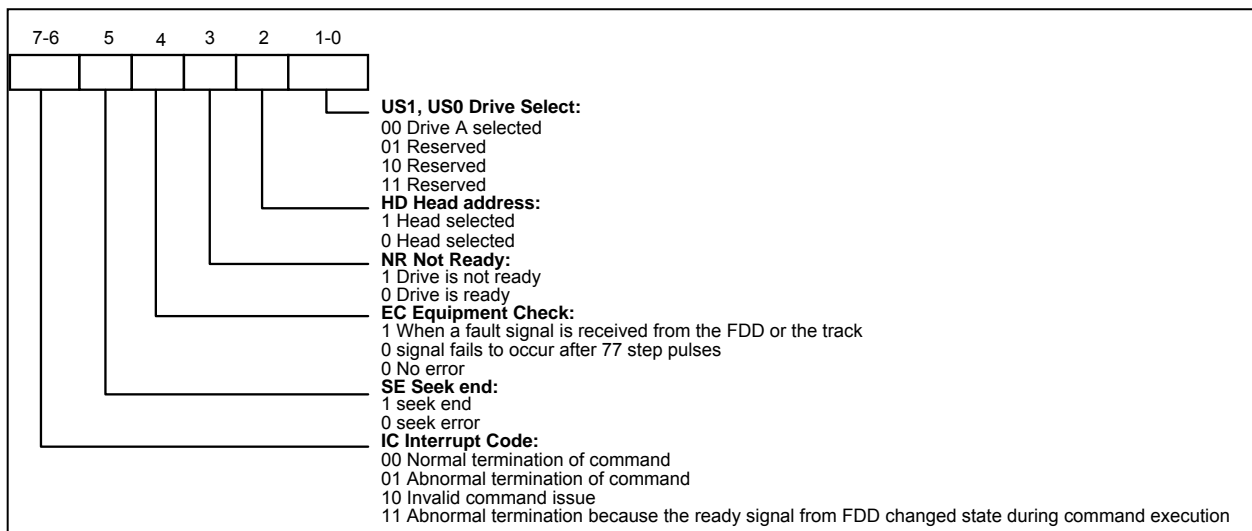 7-6 5 4 3 2 1-0
US1, US0 Drive Select:
00 Drive A selected
01 Reserved
10 Reserved
11 Reserved
HD Head address:
1 Head selected
0 Head selected
NR Not Ready:
1 Drive is not ready
0 Drive is ready
EC Equipment Check:
1 When a fault signal is received from the FDD or the track
0 signal fails to occur after 77 step pulses
0 No error
SE Seek end:
1 seek end
0 seek error
IC Interrupt Code:
00 Normal termination of command
01 Abnormal termination of command
10 Invalid command issue
11 Abnormal termination because the ready signal from FDD changed state during command execution